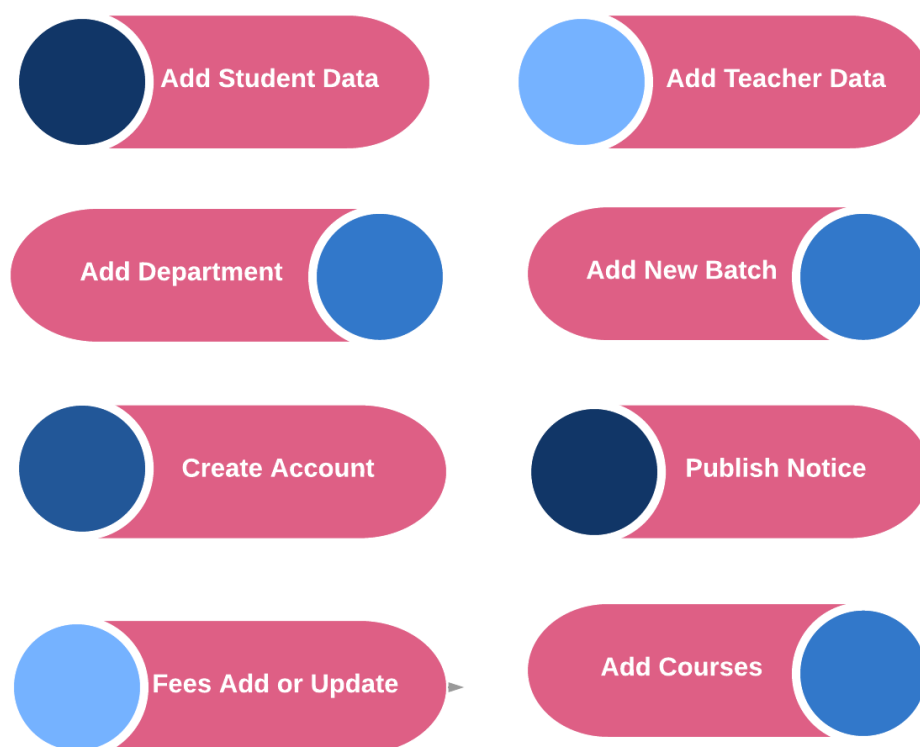 Add Student Data
Add Teacher Data
Add Department
Add New Batch
Create Account
Publish Notice
Fees Add or Update
Add Courses